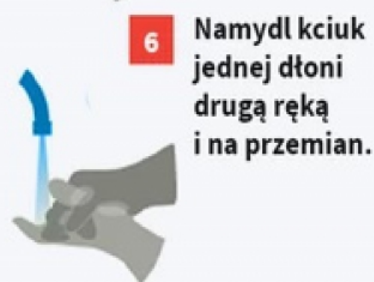 6
Namydl kciuk
jednej dłoni
drugą ręką
i na przemian.